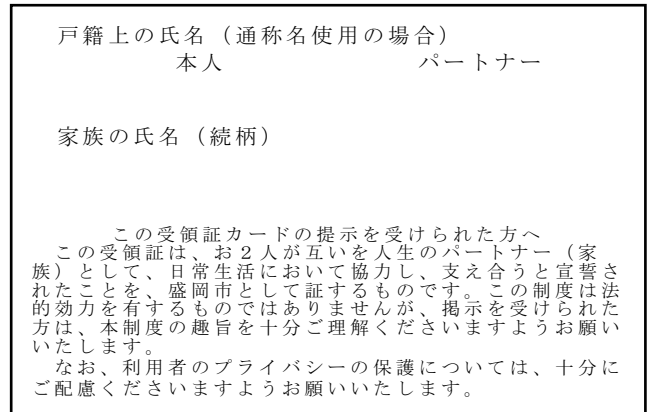 戸籍上の氏名（通称名使用の場合）
本人　パートナー
家族の氏名（続柄）
この受領証カードの提示を受けられた方へ
この受領証は、お２人が互いを人生のパートナー（家
族）として、日常生活において協力し、支え合うと宣誓さ
れたことを、盛岡市として証するものです。この制度は法
的効力を有するものではありませんが、掲示を受けられた
方は、本制度の趣旨を十分ご理解くださいますようお願い
いたします。
なお、利用者のプライバシーの保護については、十分に
ご配慮くださいますようお願いいたします。